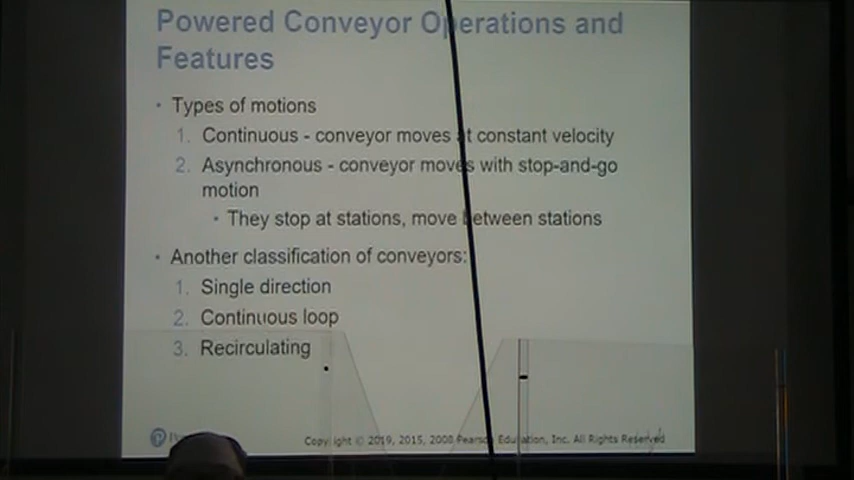 Powered Conveyor Operations and
Features
• Types of motions
1. Continuous - conveyor moves at constant velocity
2. Asynchronous - conveyor moves with stop-and-go
motion
• They stop at stations, move between stations
• Another classification of conveyors:
1. Single direction
2. Continuous loop
3. Recirculating
Copyright © 2019, 2015, 2008 Pearson Education, Inc. All Rights Reserved